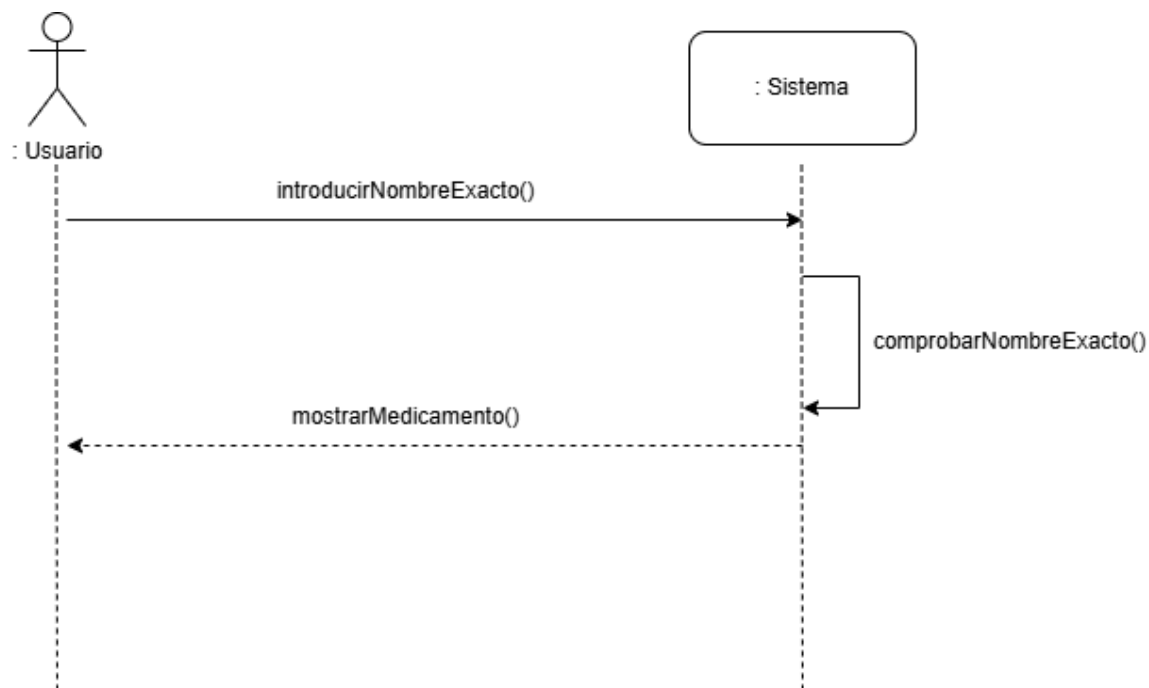 : Sistema
: Usuario
introducirNombreExacto()
comprobarNombreExacto()
mostrarMedicamento()